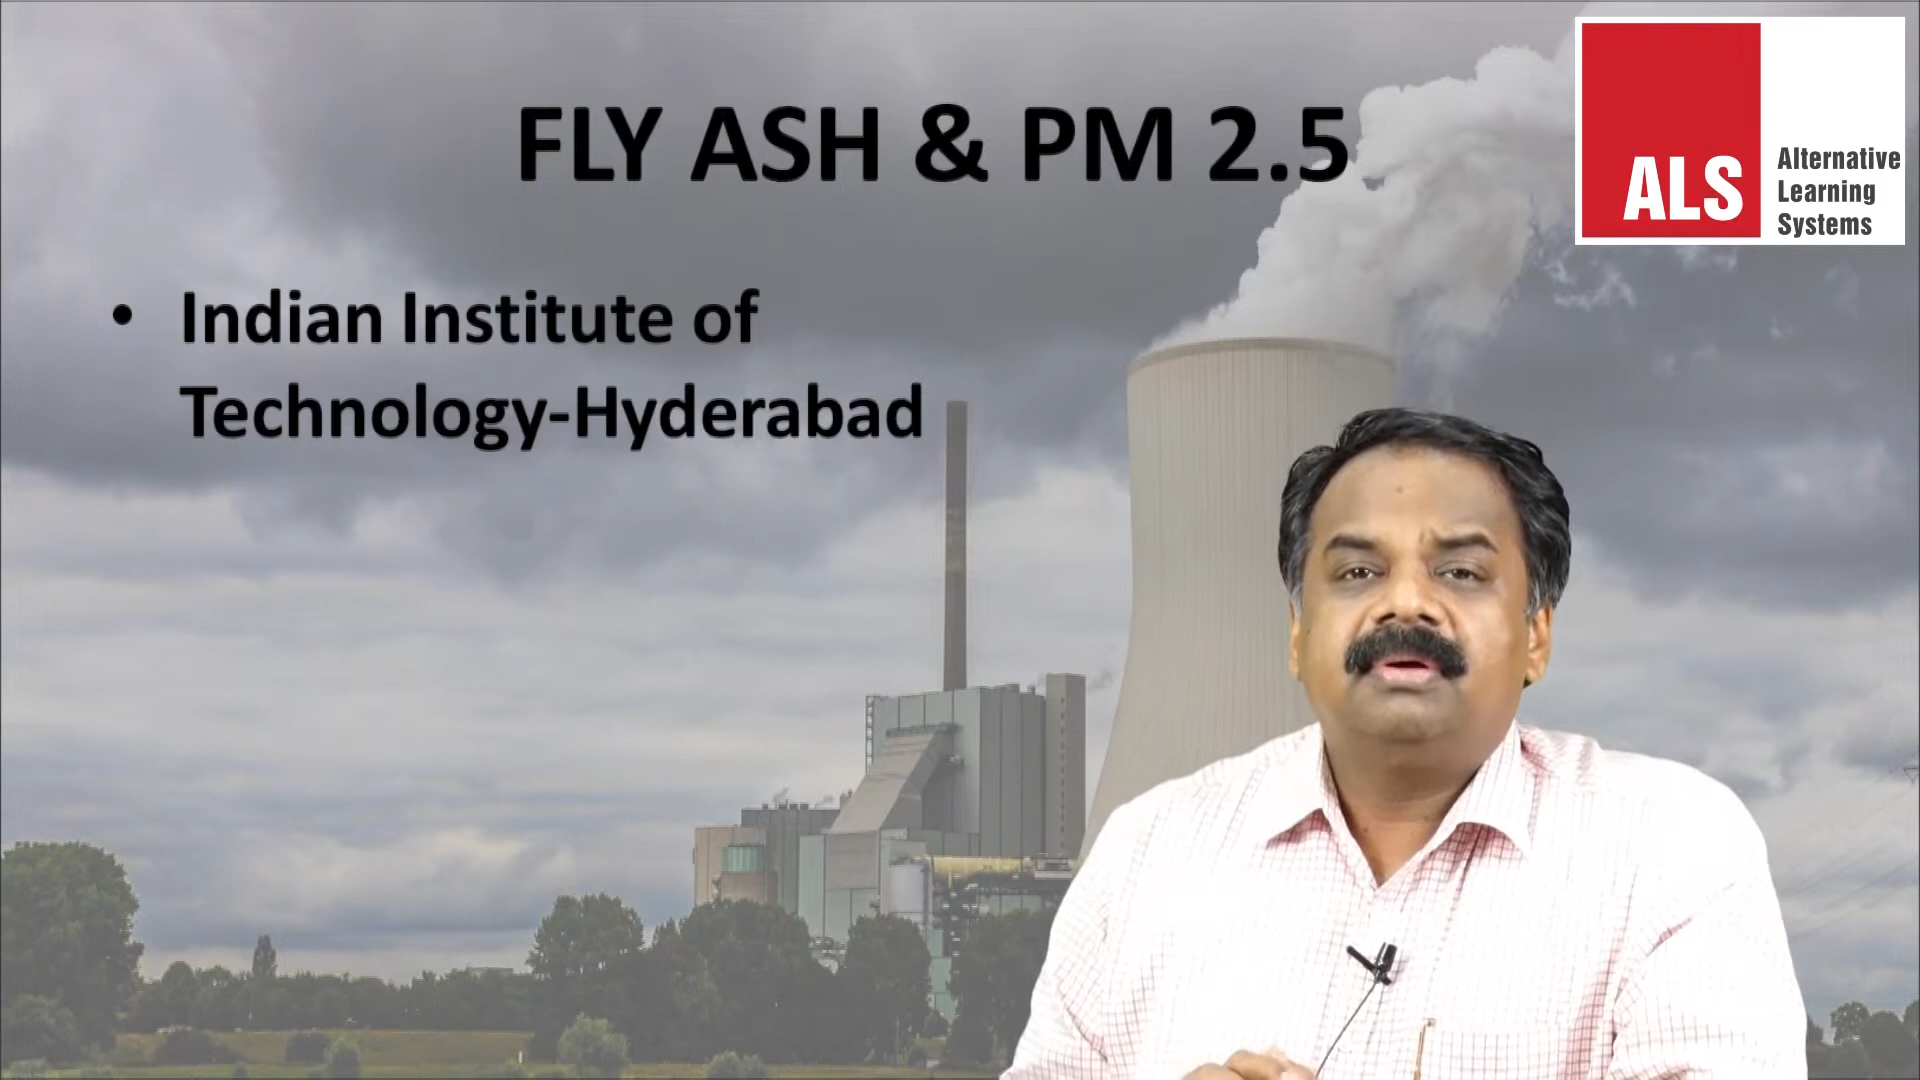 FLY ASH & PM 2.5
ALS
Alternative
Learning
Systems
• Indian Institute of
Technology-Hyderabad